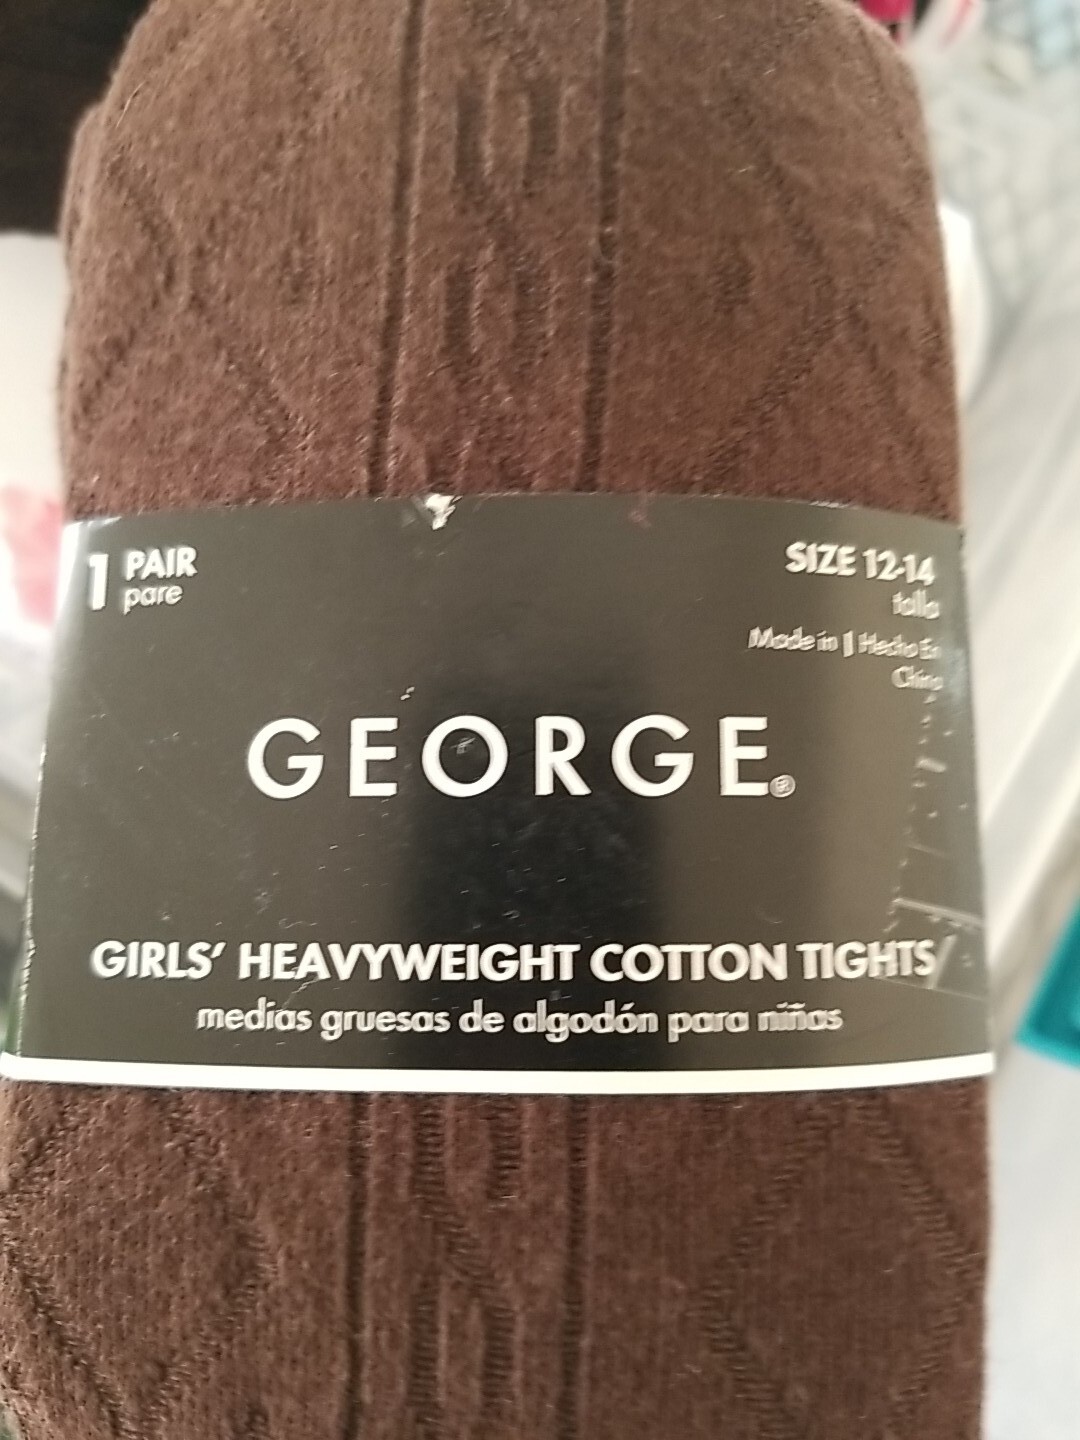 1 PAIR
pare
SIZE 12-14
talla
Made in | Hecho En
China
GEORGE®
GIRLS' HEAVYWEIGHT COTTON TIGHTS
medias gruesas de algodón para niñas